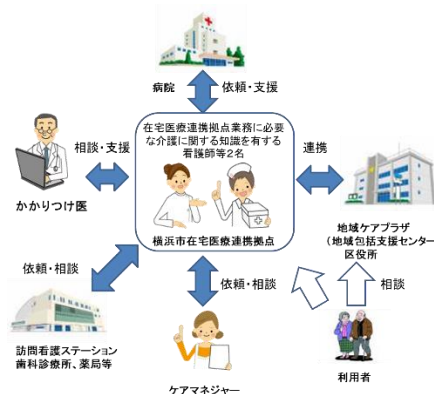 病院
依頼・支援
在宅医療連携拠点業務に必要
な介護に関する知識を有する
看護師等2名
相談・支援
連携
かかりつけ医
横浜市在宅医療連携拠点
地域ケアプラザ
（地域包括支援センター
区役所
依頼・相談
依頼・相談
相談
訪問看護ステーション
歯科診療所、薬局等
ケアマネジャー
利用者